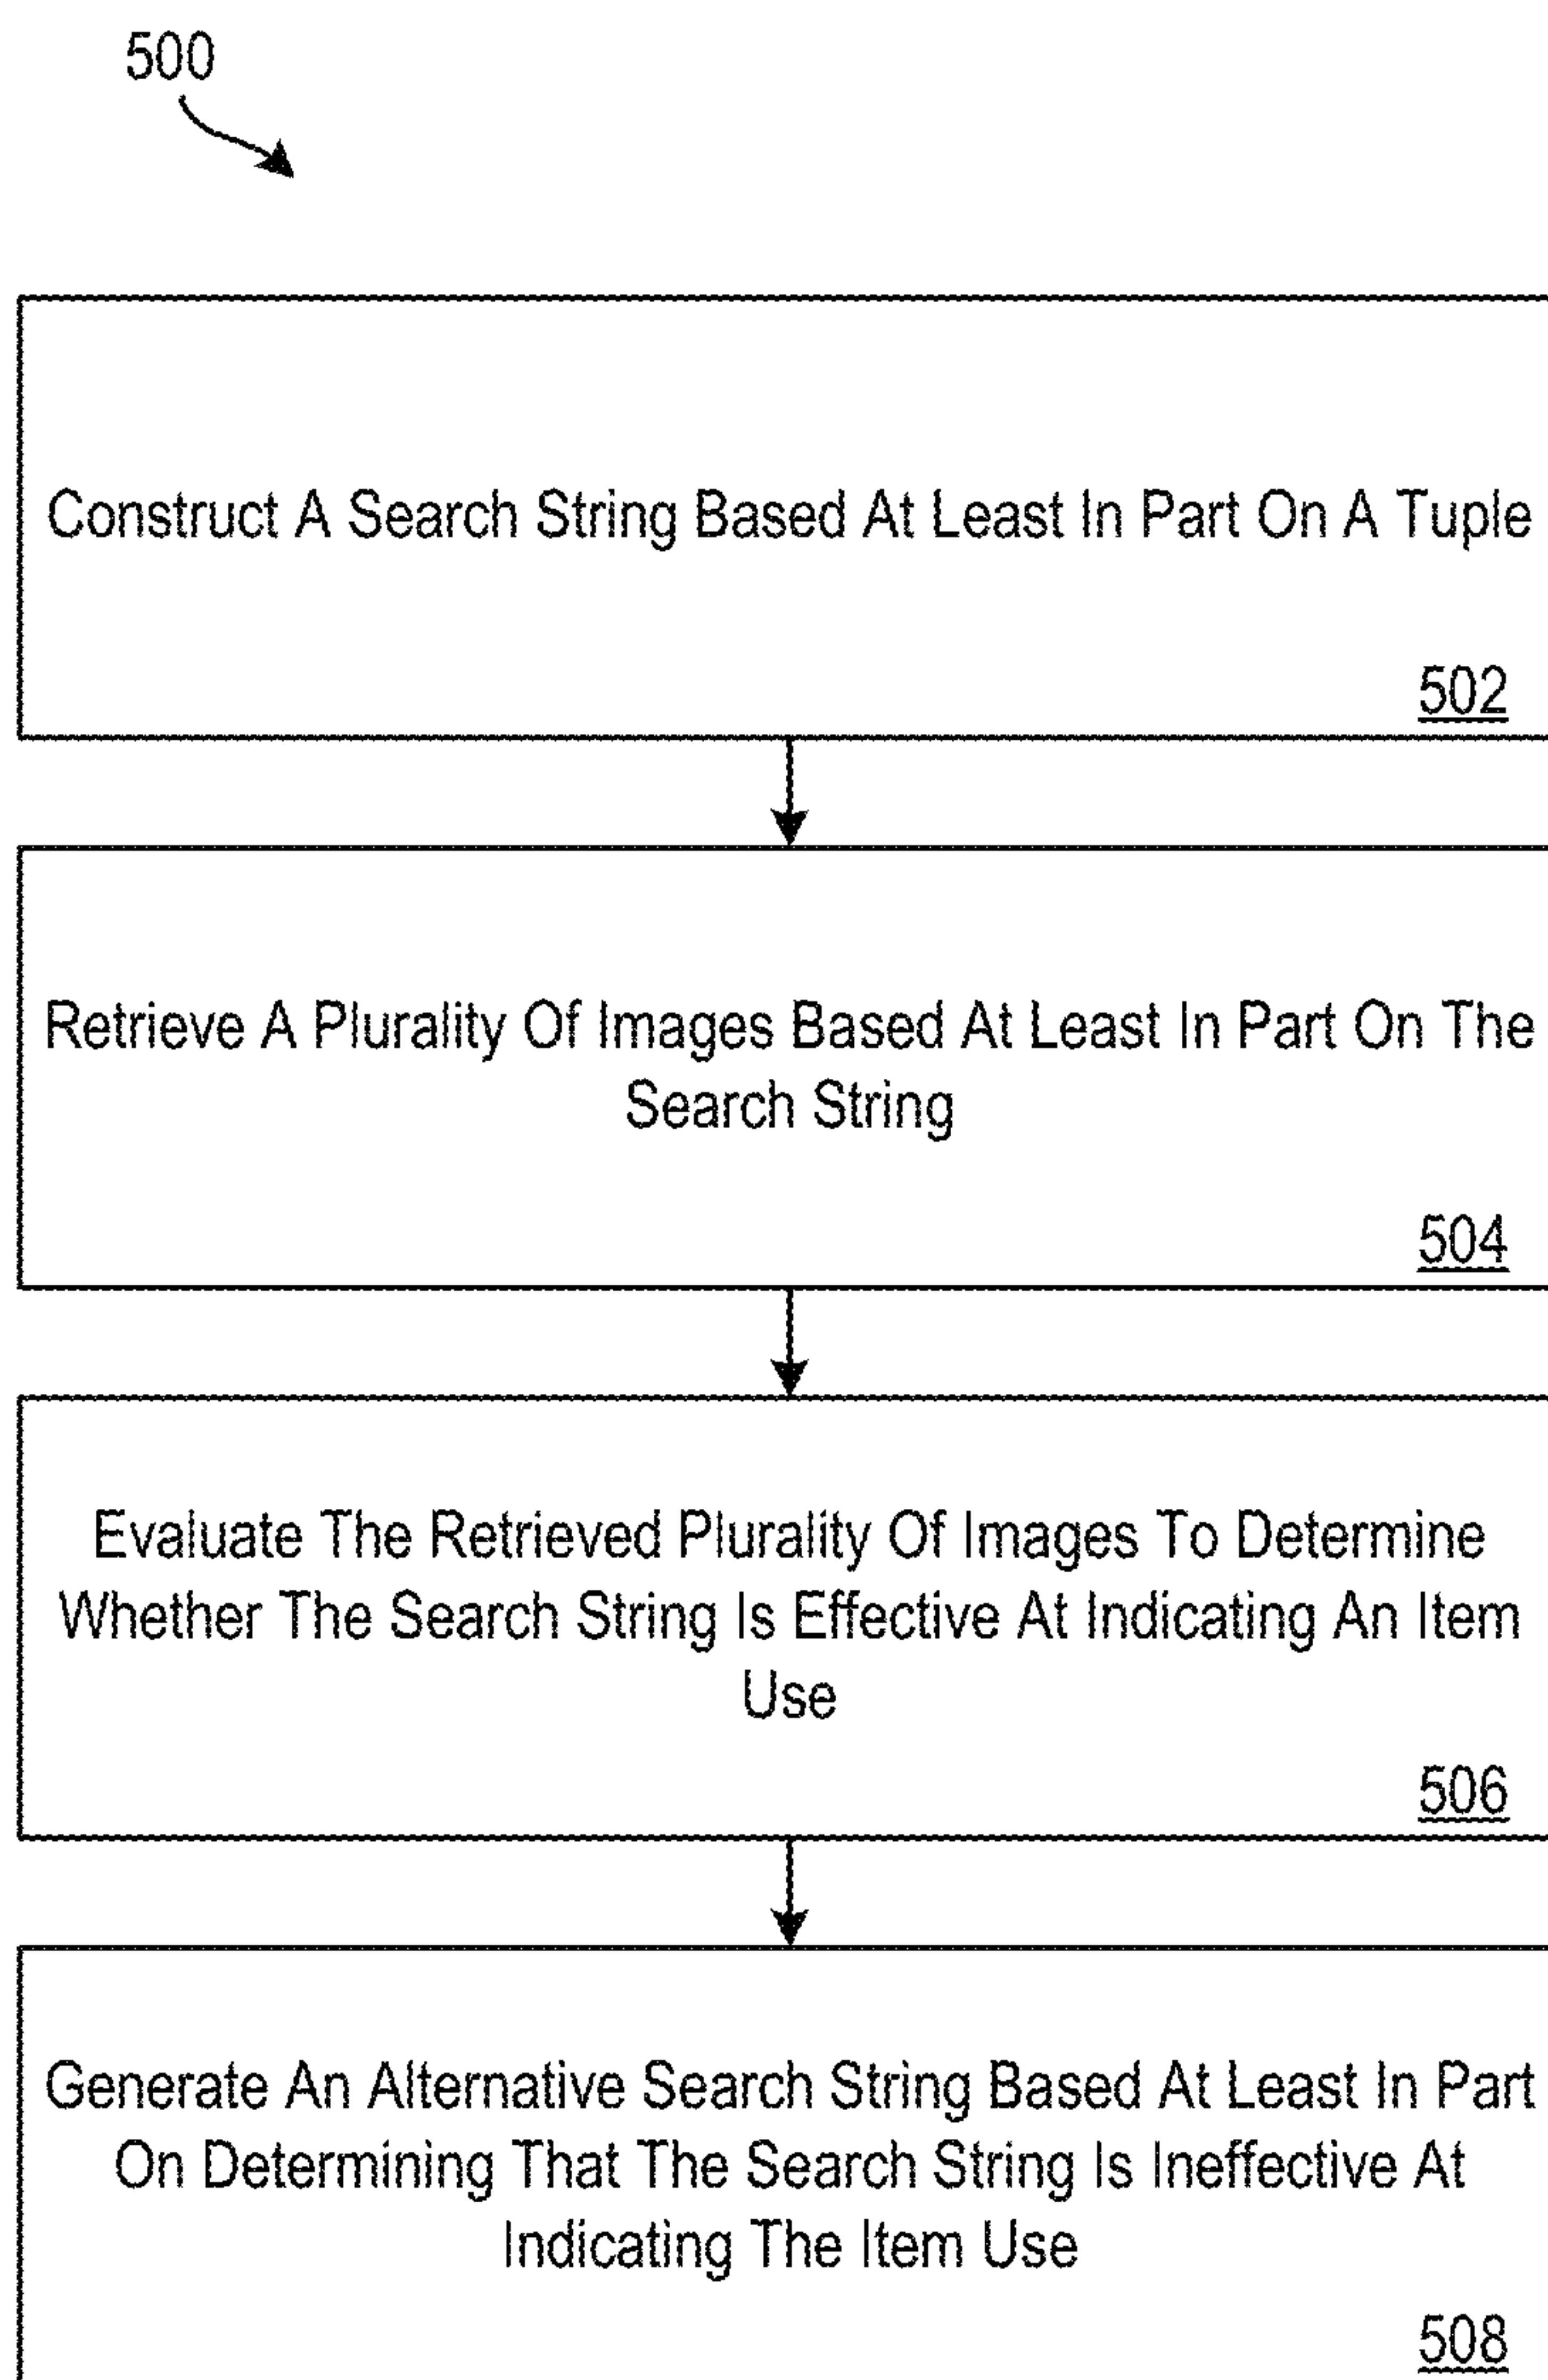 500
Construct A Search String Based At Least In Part On A Tuple
502
Retrieve A Plurality Of Images Based At Least In Part On The
Search String
504
Evaluate The Retrieved Plurality Of Images To Determine
Whether The Search String Is Effective At Indicating An Item
Use
506
Generate An Alternative Search String Based At Least In Part
On Determining That The Search String Is Ineffective At
Indicating The Item Use
508